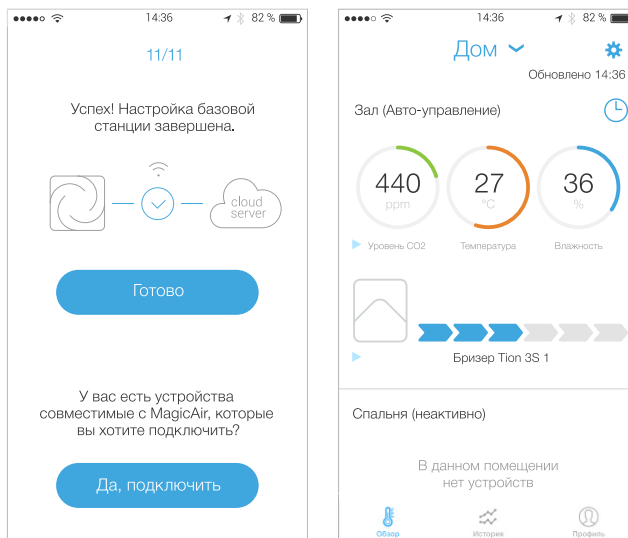 14:36
82 %
11/11
Успех! Настройка базовой
станции завершена.
cloud
server
Готово
У вас есть устройства
совместимые с MagicAir, которые
вы хотите подключить?
Да, подключить
14:36
82 %
Дом
Обновлено 14:36
Зал (Авто-управление)
440
ppm
27
°C
36
%
Уровень CO2
Температура
Влажность
Бризер Tion 3S 1
Спальня (неактивно)
В данном помещении
нет устройств
Обзор
История
Профиль